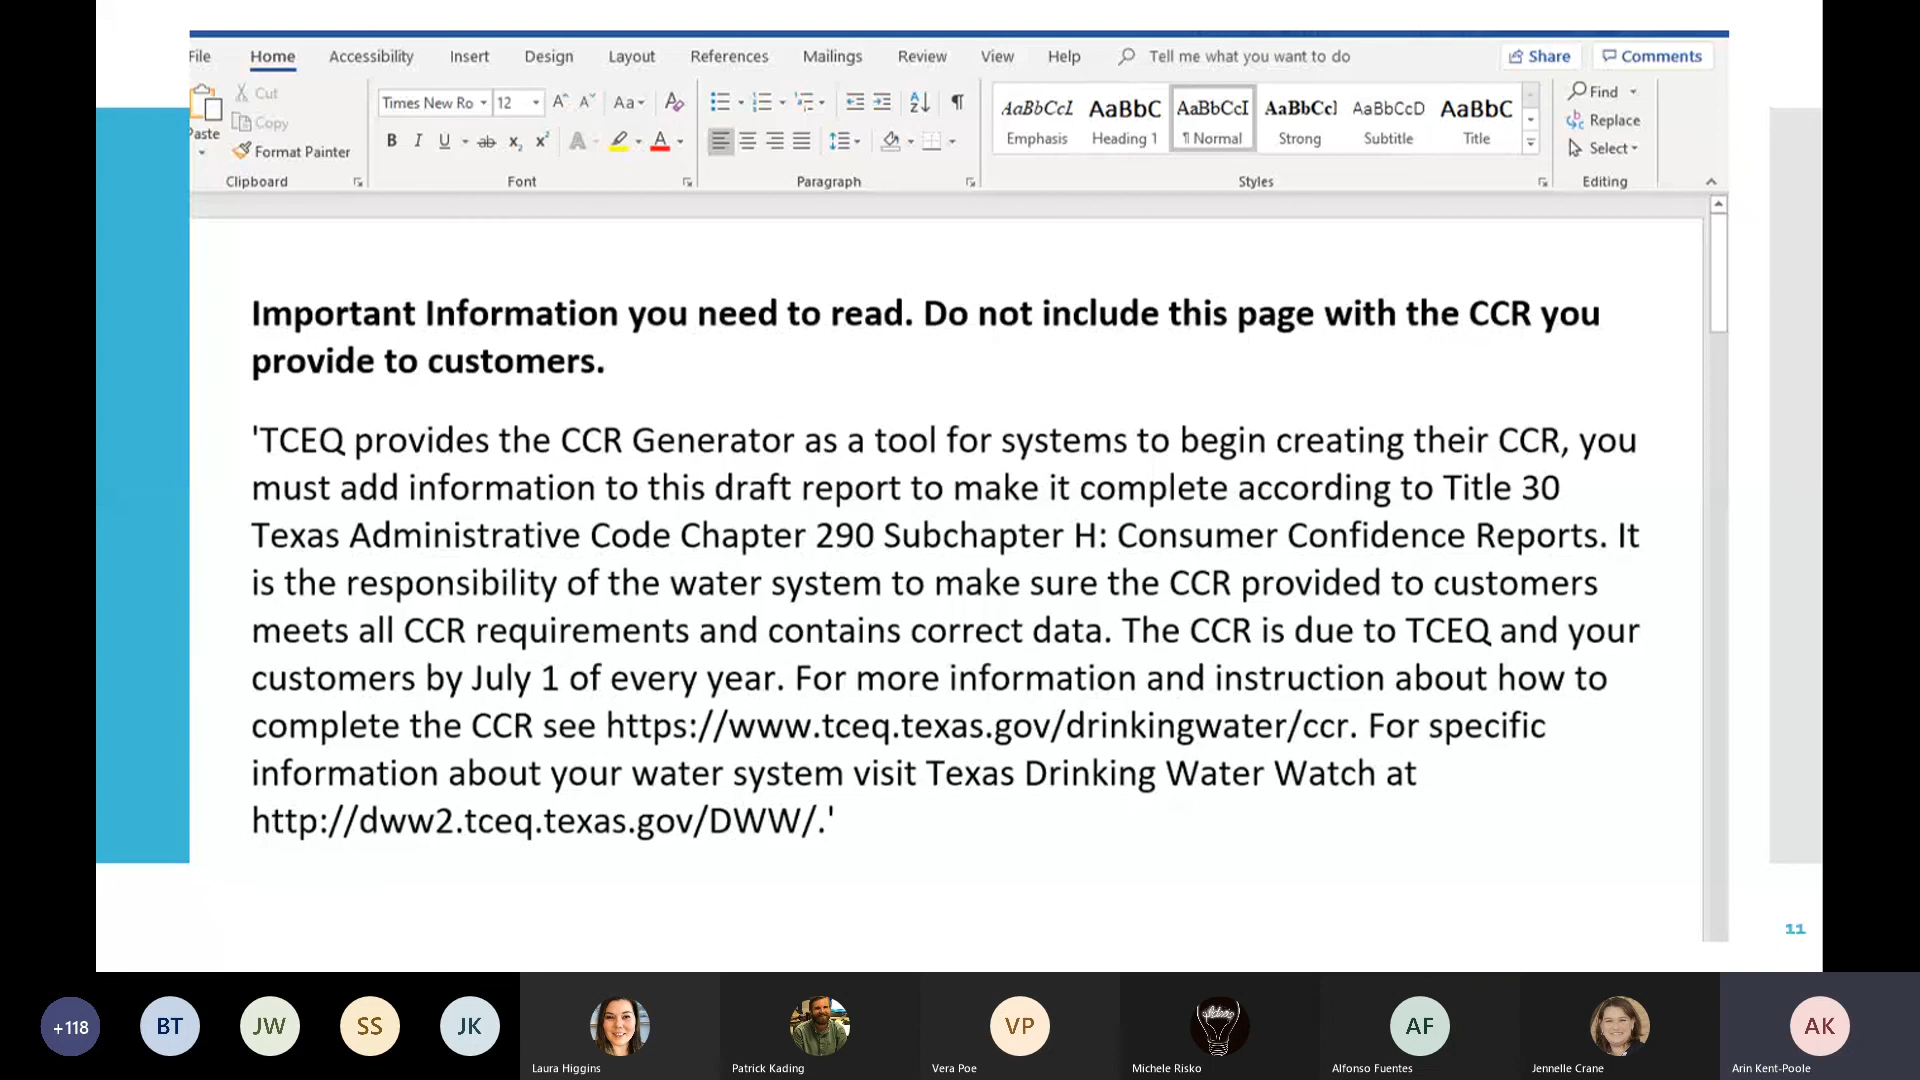 File Home Accessibility Insert Design Layout References Mailings Review View Help Tell me what you want to do Share Comments
Cut
Copy
Paste
Format Painter
Times New Ro 12
AaBbCcI AaBbC AaBbCcI AaBbCcI AaBbCcD AaBbC
Emphasis Heading 1 ¶ Normal Strong Subtitle Title
Find
Replace
Select
Clipboard Font Paragraph Styles Editing
Important Information you need to read. Do not include this page with the CCR you
provide to customers.
'TCEQ provides the CCR Generator as a tool for systems to begin creating their CCR, you
must add information to this draft report to make it complete according to Title 30
Texas Administrative Code Chapter 290 Subchapter H: Consumer Confidence Reports. It
is the responsibility of the water system to make sure the CCR provided to customers
meets all CCR requirements and contains correct data. The CCR is due to TCEQ and your
customers by July 1 of every year. For more information and instruction about how to
complete the CCR see https://www.tceq.texas.gov/drinkingwater/ccr. For specific
information about your water system visit Texas Drinking Water Watch at
http://dww2.tceq.texas.gov/DWW/.'
11
+118 BT JW SS JK VP AF AK
Laura Higgins Patrick Kading Vera Poe Michele Risko Alfonso Fuentes Jennelle Crane Arin Kent-Poole